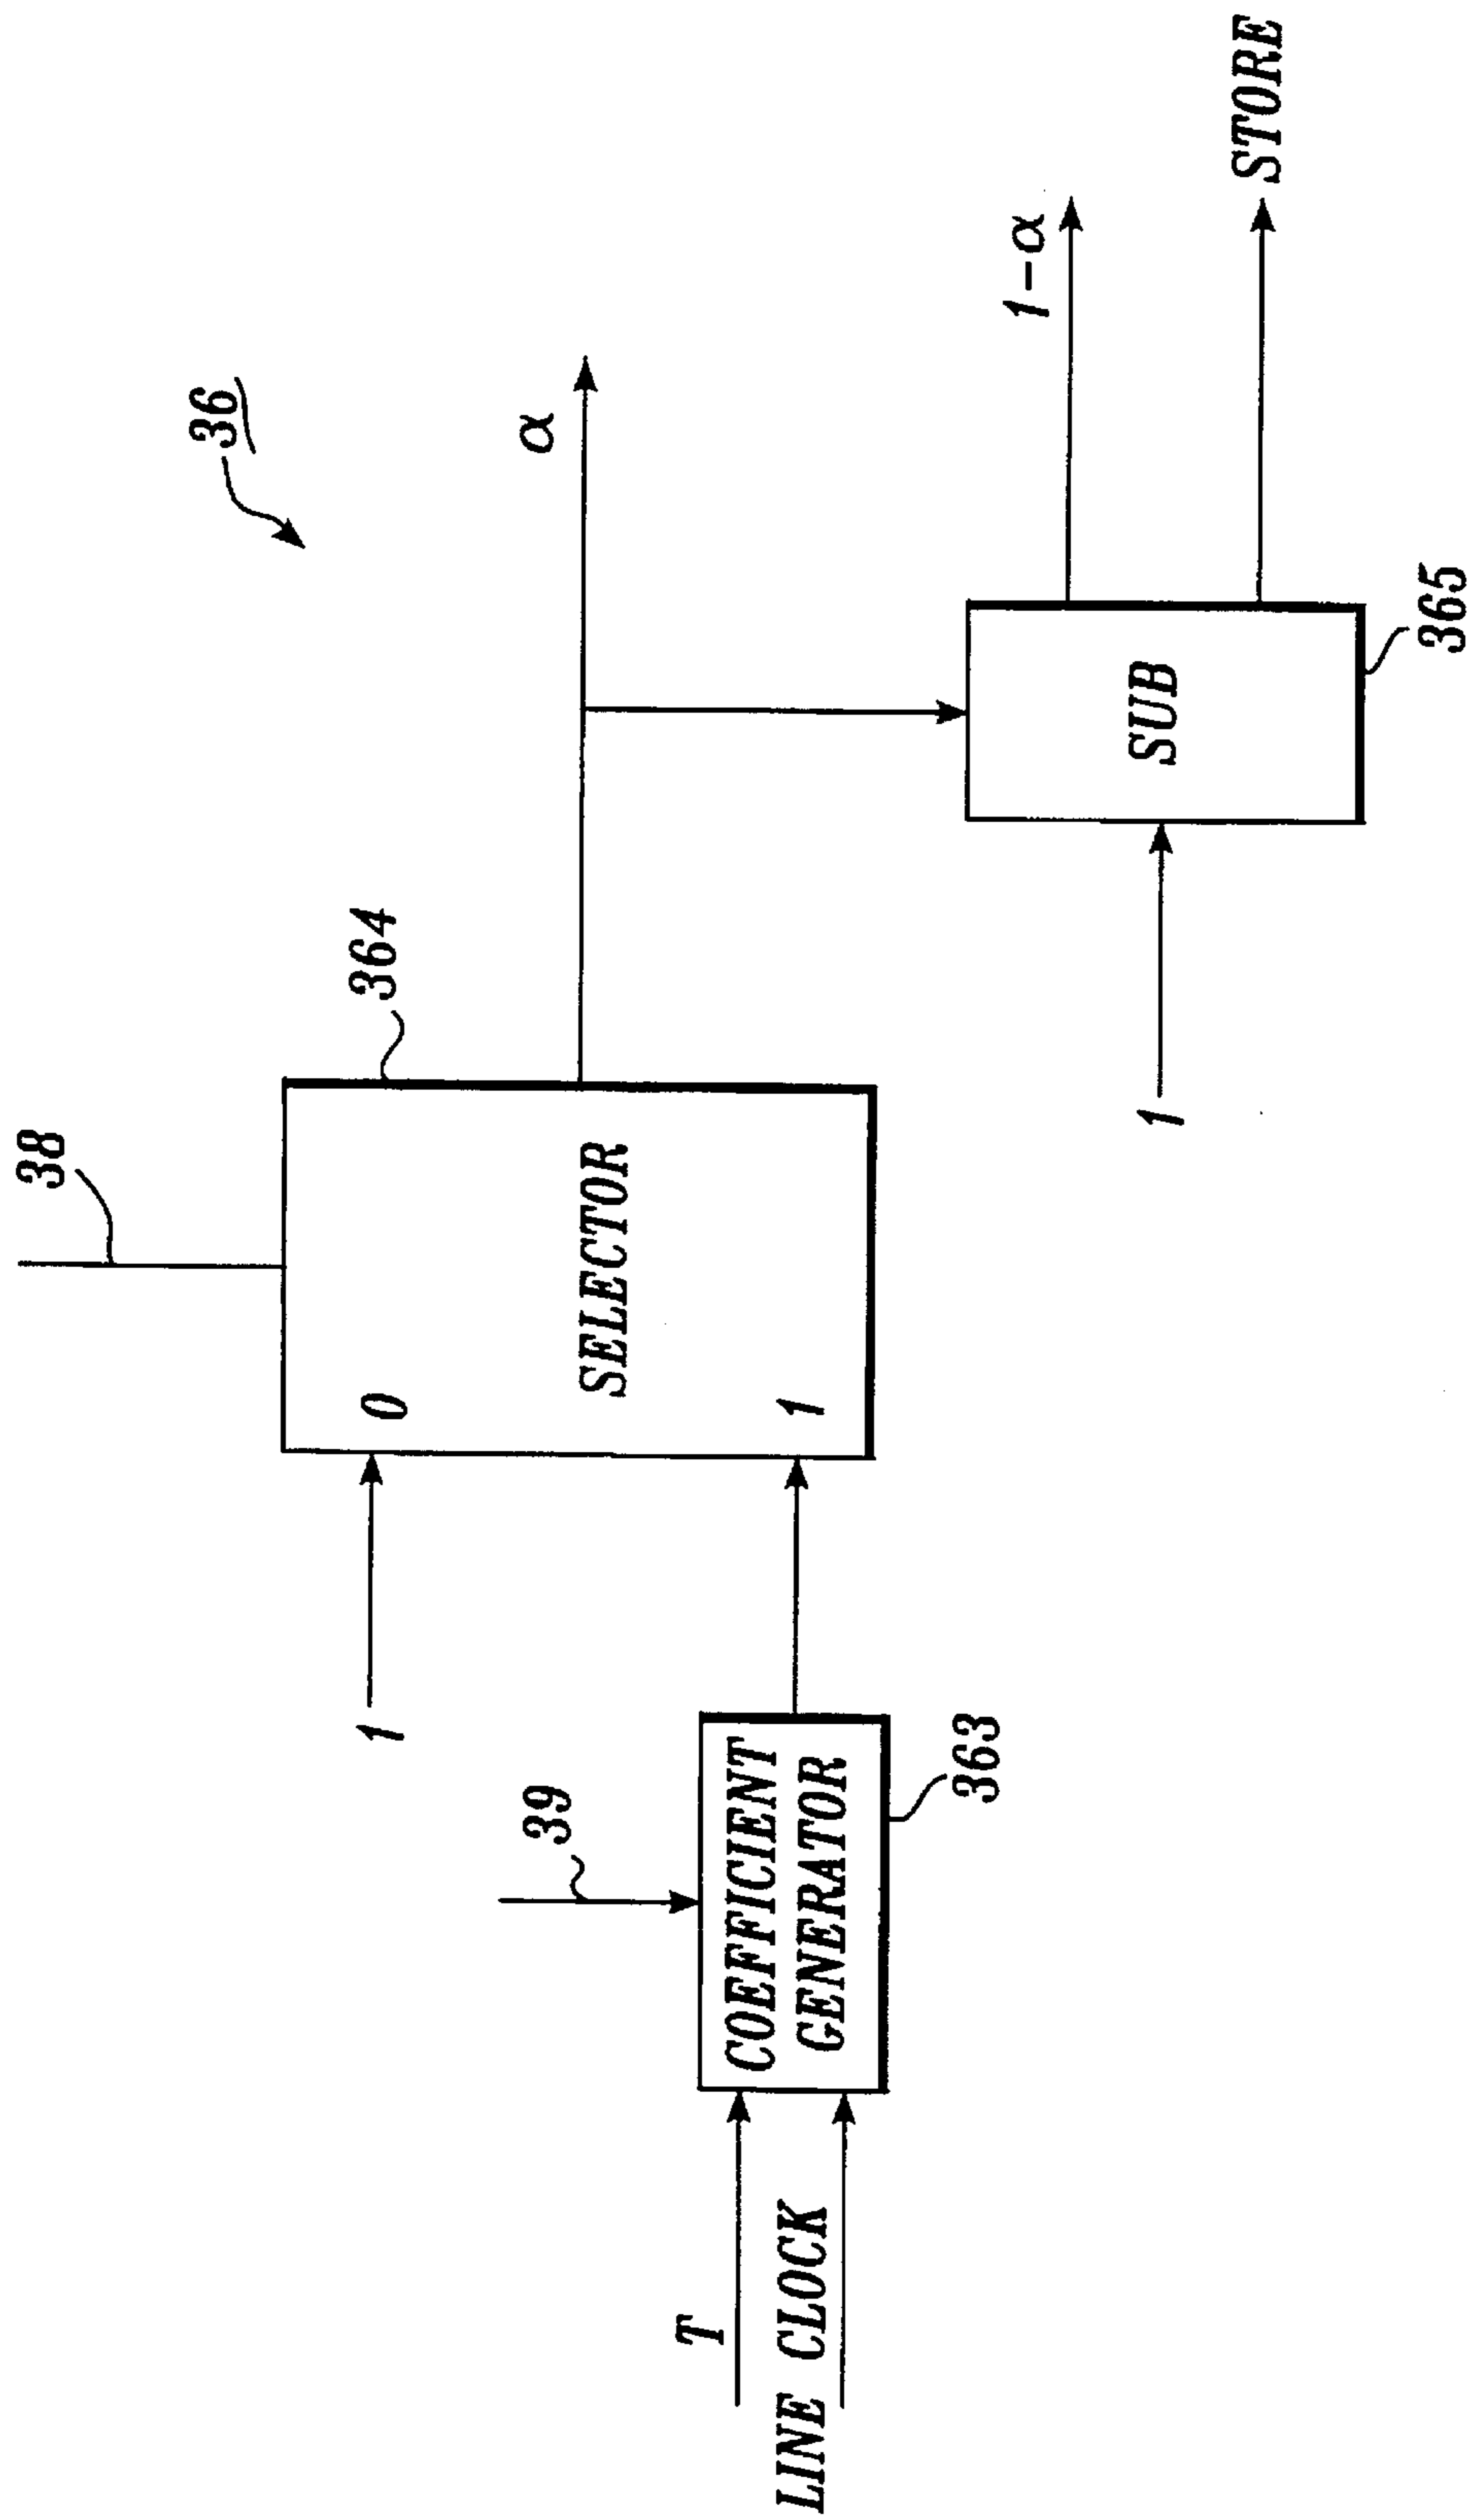 38
36
364
0
1
SELECTOR
α
39
1
T
COEFFICIENT
GENERATOR
LINE CLOCK
363
1
SUB
1-α
STORE
365